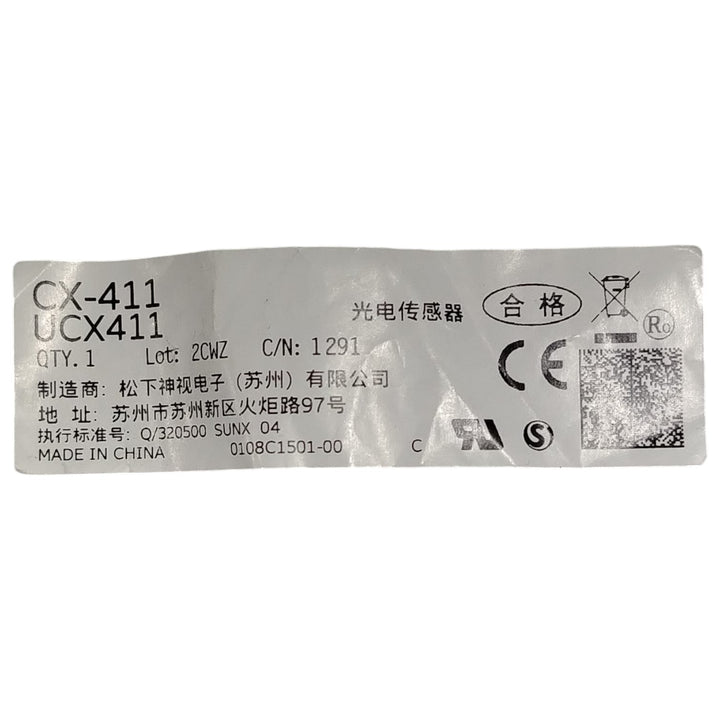 CX-411
UCX411
光电传感器
合格
Ro
QTY. 1 Lot: 2CWZ C/N: 1291
制造商: 松下神视电子 (苏州) 有限公司
CE
地 址: 苏州市苏州新区火炬路97号
执行标准号: Q/320500 SUNX 04
MADE IN CHINA 0108C1501-00 C
S